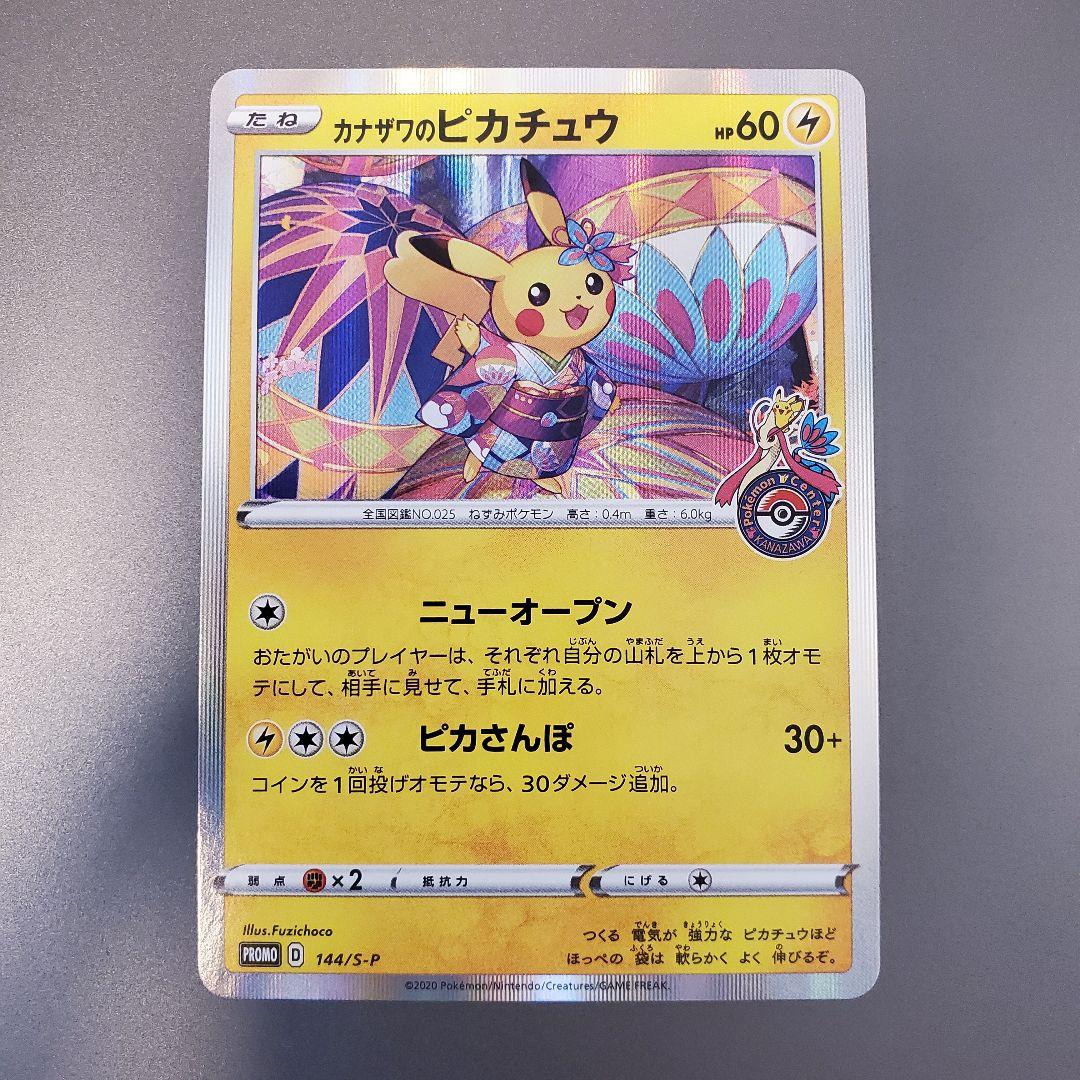 たね カナザワのピカチュウ HP60
全国図鑑NO.025 ねずみポケモン 高さ:0.4m 重さ:6.0kg
Pokémon Center
KANAZAWA
ニューオープン
おたがいのプレイヤーは、それぞれ自分の山札を上から1枚オモ
テにして、相手に見せて、手札に加える。
ピカさんぽ 30+
コインを1回投げオモテなら、30ダメージ追加。
弱点 ×2 抵抗力 にげる
Illus.Fuzichoco
PROMO D 144/S-P
つくる 電気が 強力な ピカチュウほど
ほっぺの 袋は 軟らかく よく 伸びるぞ。
©2020 Pokémon/Nintendo/Creatures/GAME FREAK.